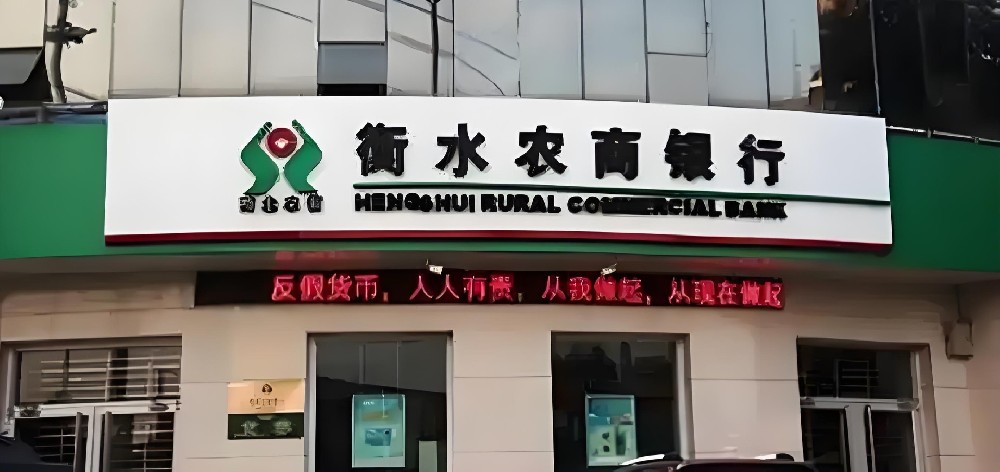 衡水农商银行
HENGSHUI RURAL COMMERCIAL BANK
反假货币，人人有责，从我做起，从现在做起